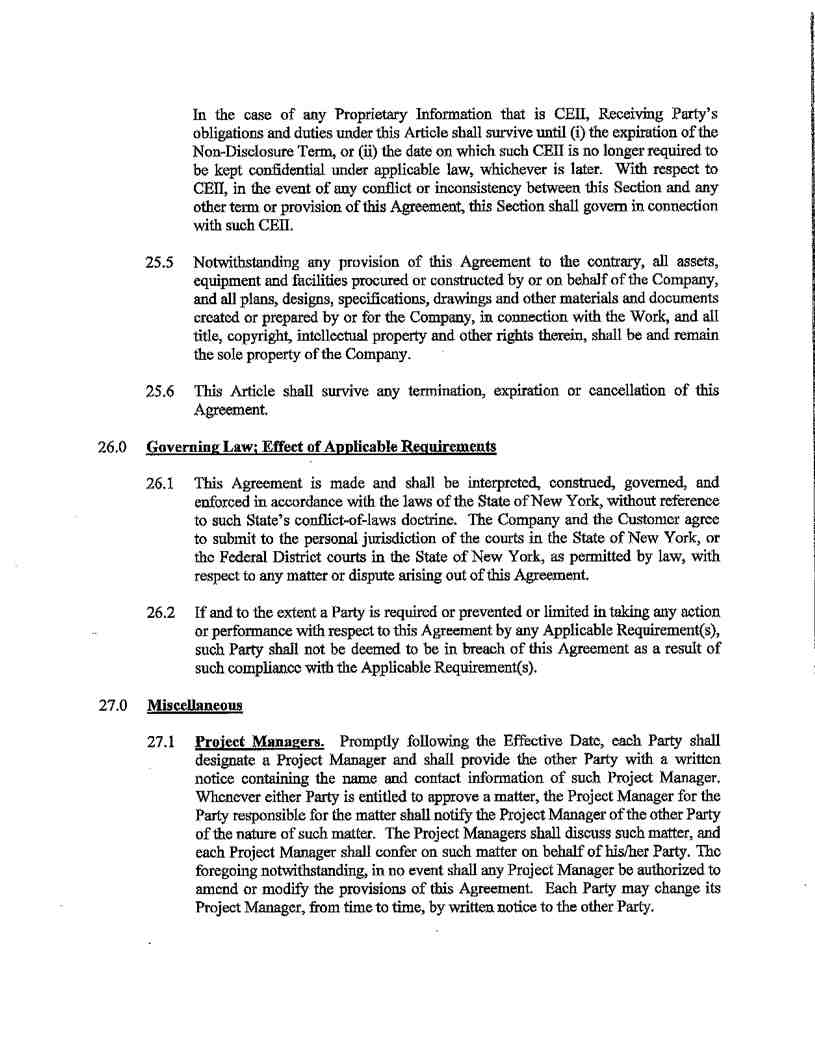 In the case of any Proprietary Information that is CEII, Receiving Party's
obligations and duties under this Article shall survive until (i) the expiration of the
Non-Disclosure Term, or (ii) the date on which such CEII is no longer required to
be kept confidential under applicable law, whichever is later. With respect to
CEII, in the event of any conflict or inconsistency between this Section and any
other term or provision of this Agreement, this Section shall govern in connection
with such CEII.
25.5 Notwithstanding any provision of this Agreement to the contrary, all assets,
equipment and facilities procured or constructed by or on behalf of the Company,
and all plans, designs, specifications, drawings and other materials and documents
created or prepared by or for the Company, in connection with the Work, and all
title, copyright, intellectual property and other rights therein, shall be and remain
the sole property of the Company.
25.6 This Article shall survive any termination, expiration or cancellation of this
Agreement.
26.0 Governing Law; Effect of Applicable Requirements
26.1 This Agreement is made and shall be interpreted, construed, governed, and
enforced in accordance with the laws of the State of New York, without reference
to such State's conflict-of-laws doctrine. The Company and the Customer agree
to submit to the personal jurisdiction of the courts in the State of New York, or
the Federal District courts in the State of New York, as permitted by law, with
respect to any matter or dispute arising out of this Agreement.
26.2 If and to the extent a Party is required or prevented or limited in taking any action
or performance with respect to this Agreement by any Applicable Requirement(s),
such Party shall not be deemed to be in breach of this Agreement as a result of
such compliance with the Applicable Requirement(s).
27.0 Miscellaneous
27.1 Project Managers. Promptly following the Effective Date, each Party shall
designate a Project Manager and shall provide the other Party with a written
notice containing the name and contact information of such Project Manager.
Whenever either Party is entitled to approve a matter, the Project Manager for the
Party responsible for the matter shall notify the Project Manager of the other Party
of the nature of such matter. The Project Managers shall discuss such matter, and
each Project Manager shall confer on such matter on behalf of his/her Party. The
foregoing notwithstanding, in no event shall any Project Manager be authorized to
amend or modify the provisions of this Agreement. Each Party may change its
Project Manager, from time to time, by written notice to the other Party.